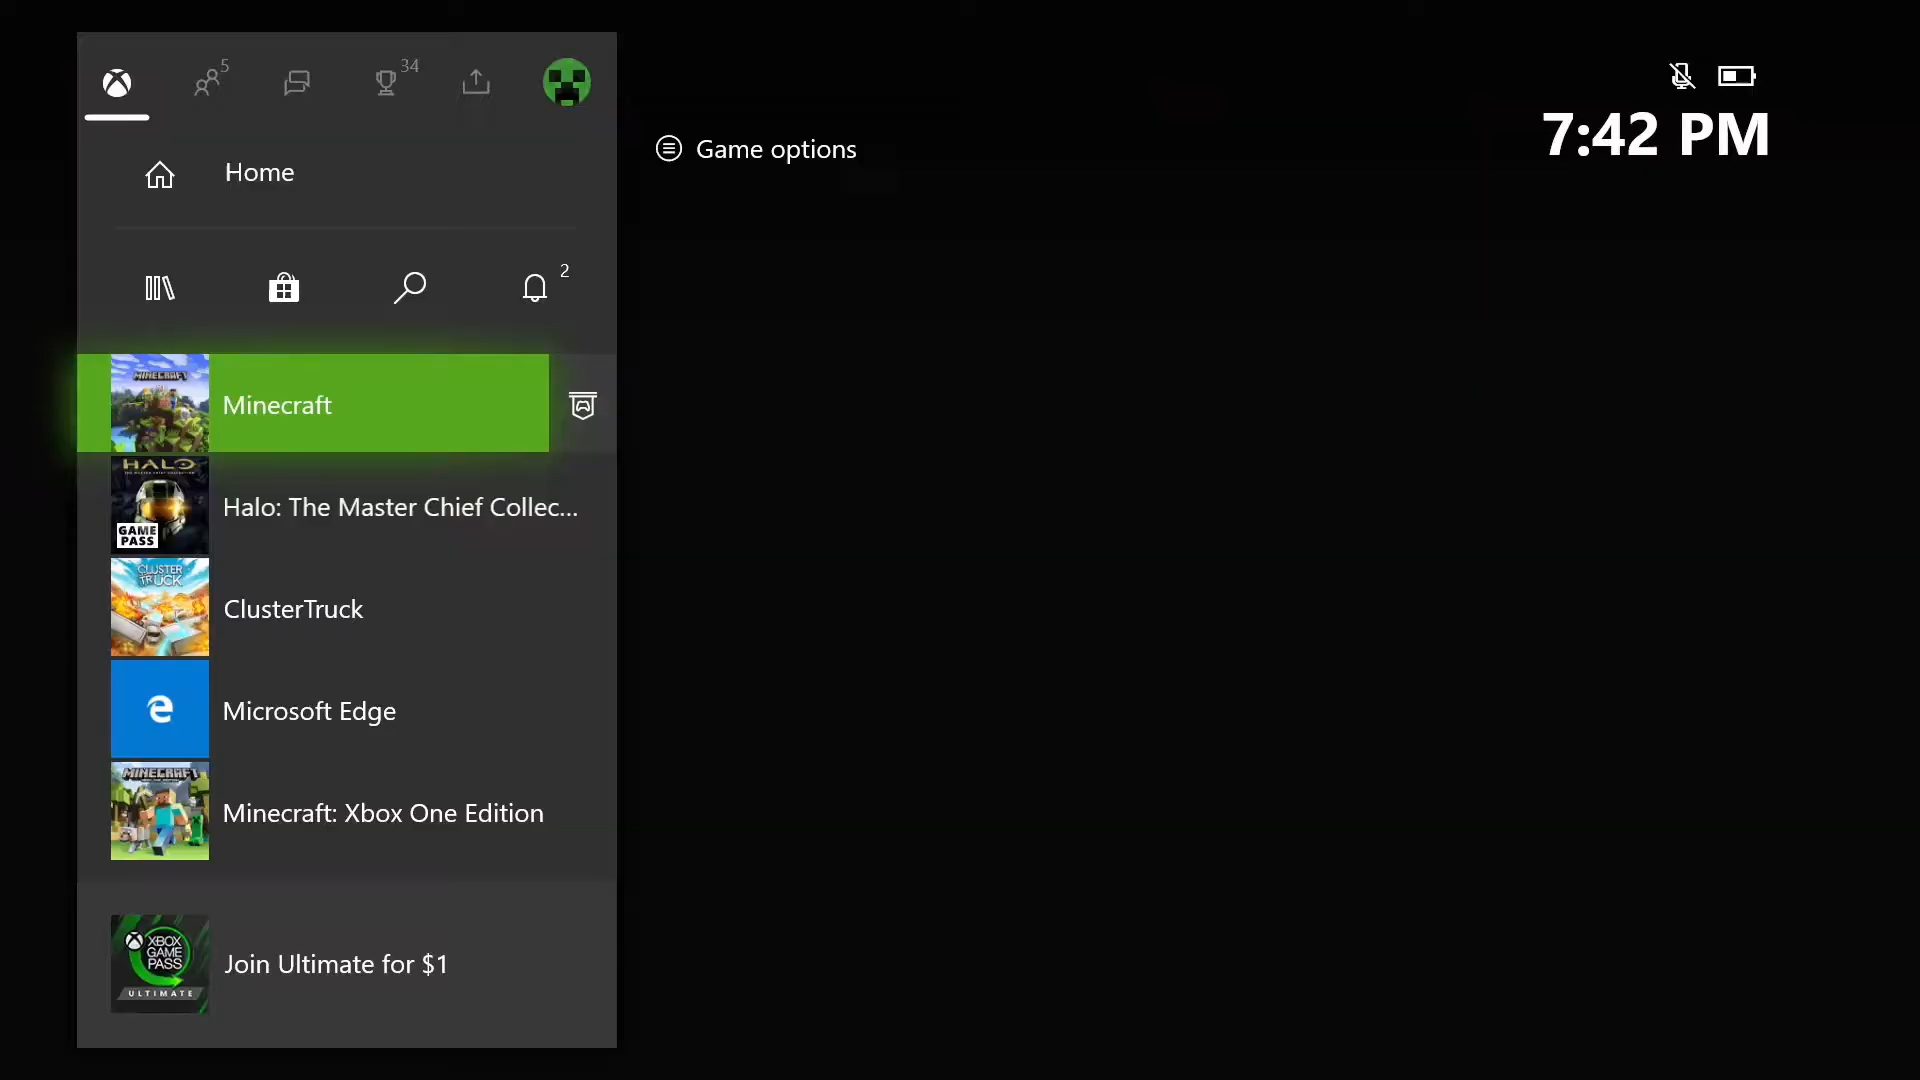 5
34
7:42 PM
Home
Game options
2
MINECRAFT
Minecraft
HALO
GAME PASS
Halo: The Master Chief Collec...
CLUSTER
TRUCK
ClusterTruck
Microsoft Edge
MINECRAFT
Minecraft: Xbox One Edition
XBOX
GAME
PASS
ULTIMATE
Join Ultimate for $1